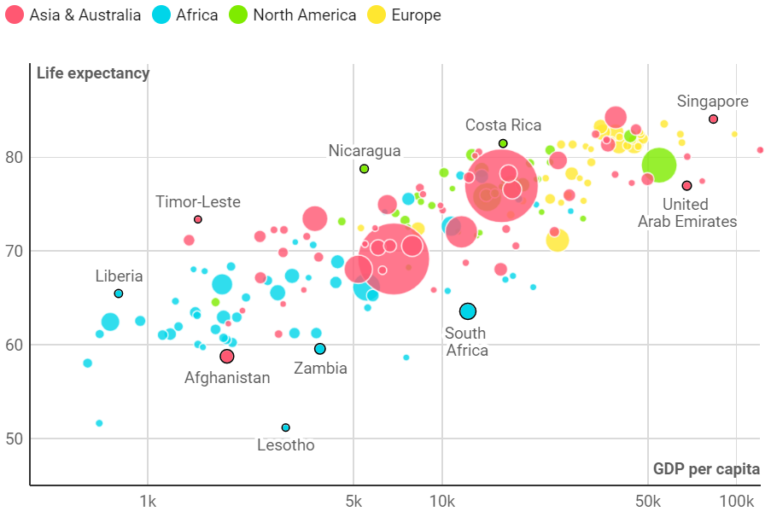 Asia & Australia Africa North America Europe
Life expectancy
Singapore
Costa Rica
Nicaragua
80
United
Arab Emirates
Timor-Leste
70
Liberia
South
Africa
60
Zambia
Afghanistan
Lesotho
50
GDP per capita
1k 5k 10k 50k 100k